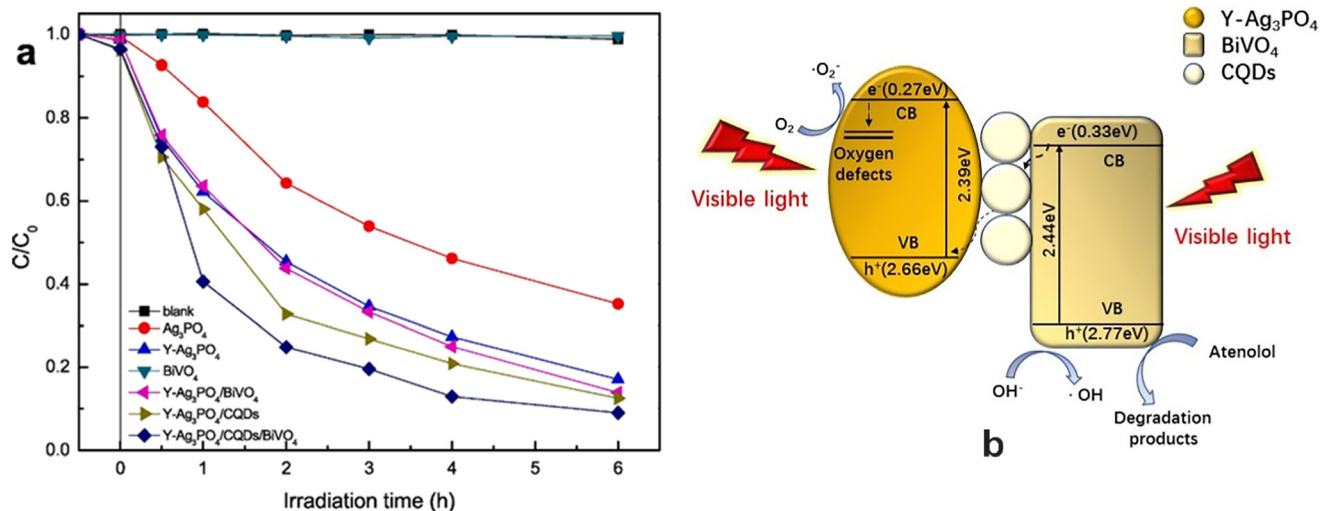 a
C/C₀
1.0
0.8
0.6
0.4
0.2
0.0
blank
Ag₃PO₄
Y-Ag₃PO₄
BiVO₄
Y-Ag₃PO₄/BiVO₄
Y-Ag₃PO₄/CQDs
Y-Ag₃PO₄/CQDs/BiVO₄
0 1 2 3 4 5 6
Irradiation time (h)
Y-Ag₃PO₄
BiVO₄
CQDs
·O₂⁻
O₂
e⁻(0.27eV)
CB
Oxygen
defects
2.39eV
VB
h⁺(2.66eV)
Visible light
e⁻(0.33eV)
CB
2.44eV
VB
h⁺(2.77eV)
Visible light
OH⁻
·OH
Atenolol
Degradation
products
b